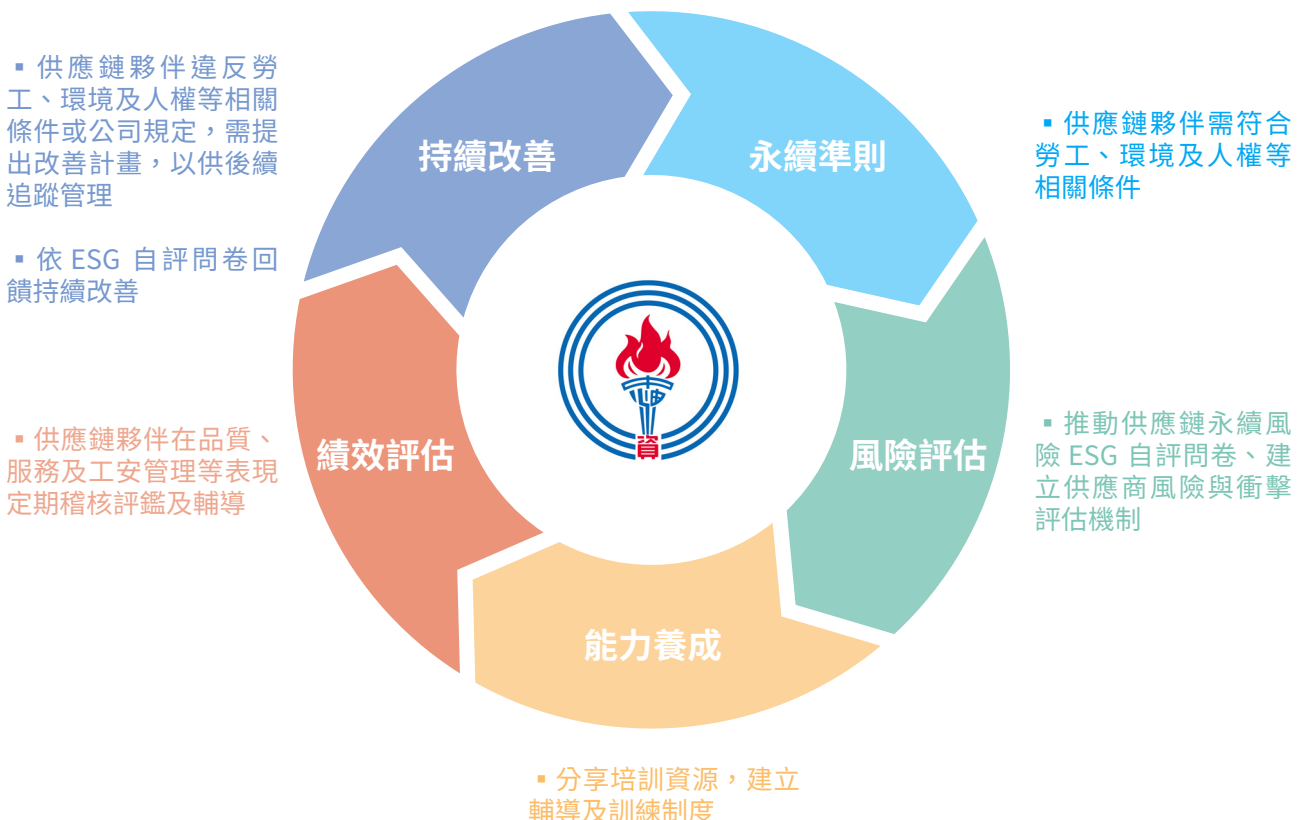 持續改善
永續準則
風險評估
能力養成
績效評估
▪ 供應鏈夥伴違反勞
工、環境及人權等相關
條件或公司規定，需提
出改善計畫，以供後續
追蹤管理
▪ 依 ESG 自評問卷回
饋持續改善
▪ 供應鏈夥伴需符合
勞工、環境及人權等
相關條件
▪ 推動供應鏈永續風
險 ESG 自評問卷、建
立供應商風險與衝擊
評估機制
▪ 供應鏈夥伴在品質、
服務及工安管理等表現
定期稽核評鑑及輔導
▪ 分享培訓資源，建立
輔導及訓練制度
中油
資